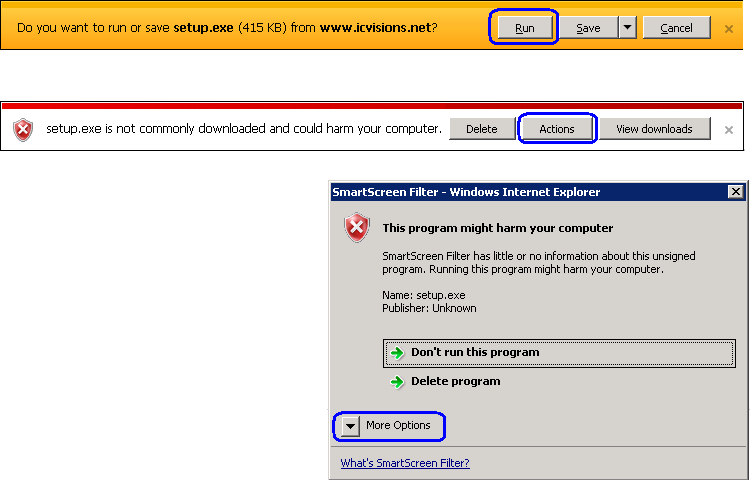 Do you want to run or save setup.exe (415 KB) from www.icvisions.net? Run Save Cancel
setup.exe is not commonly downloaded and could harm your computer. Delete Actions View downloads
SmartScreen Filter - Windows Internet Explorer
This program might harm your computer
SmartScreen Filter has little or no information about this unsigned
program. Running this program might harm your computer.
Name: setup.exe
Publisher: Unknown
Don't run this program
Delete program
More Options
What's SmartScreen Filter?